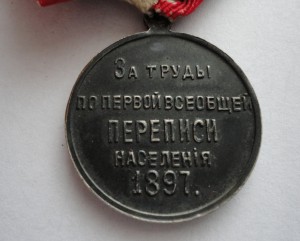 За труды
по первой всеобщей
переписи
населенія
1897.